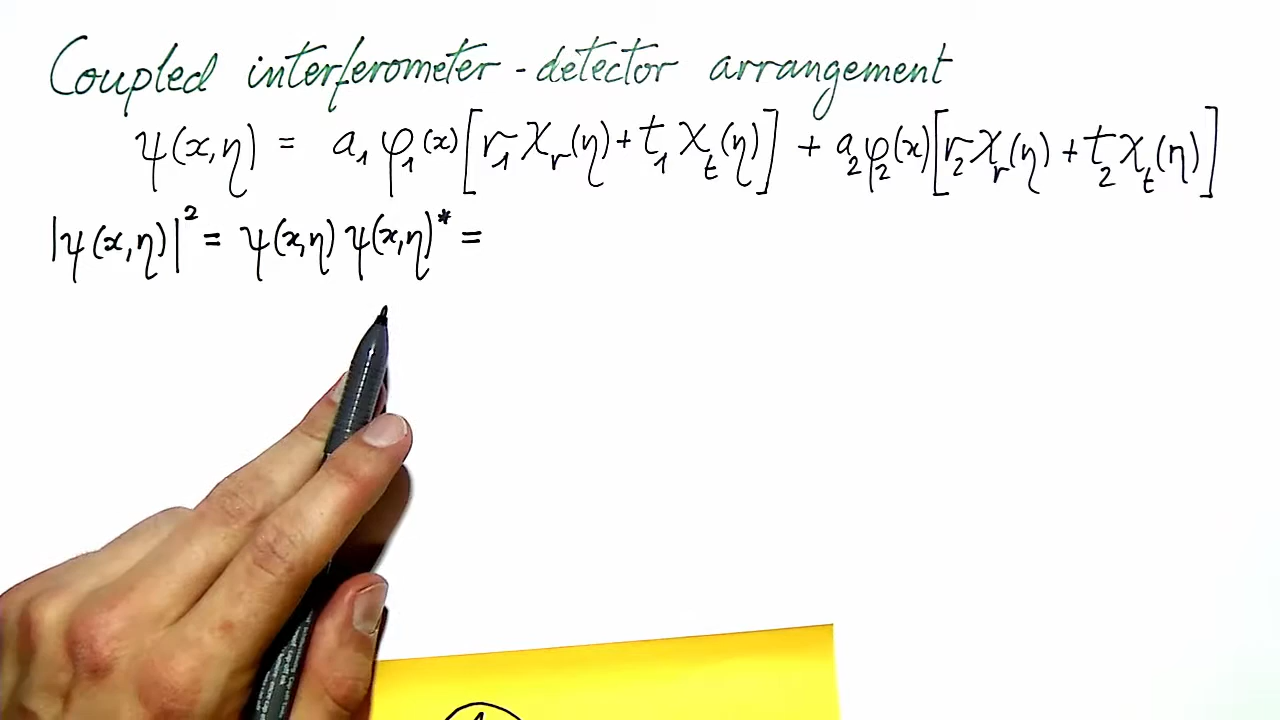 Coupled interferometer - detector arrangement
ψ(x,η) = a₁φ₁(x)[r₁χᵣ(η) + t₁χₜ(η)] + a₂φ₂(x)[r₂χᵣ(η) + t₂χₜ(η)]
|ψ(x,η)|² = ψ(x,η) ψ(x,η)* =